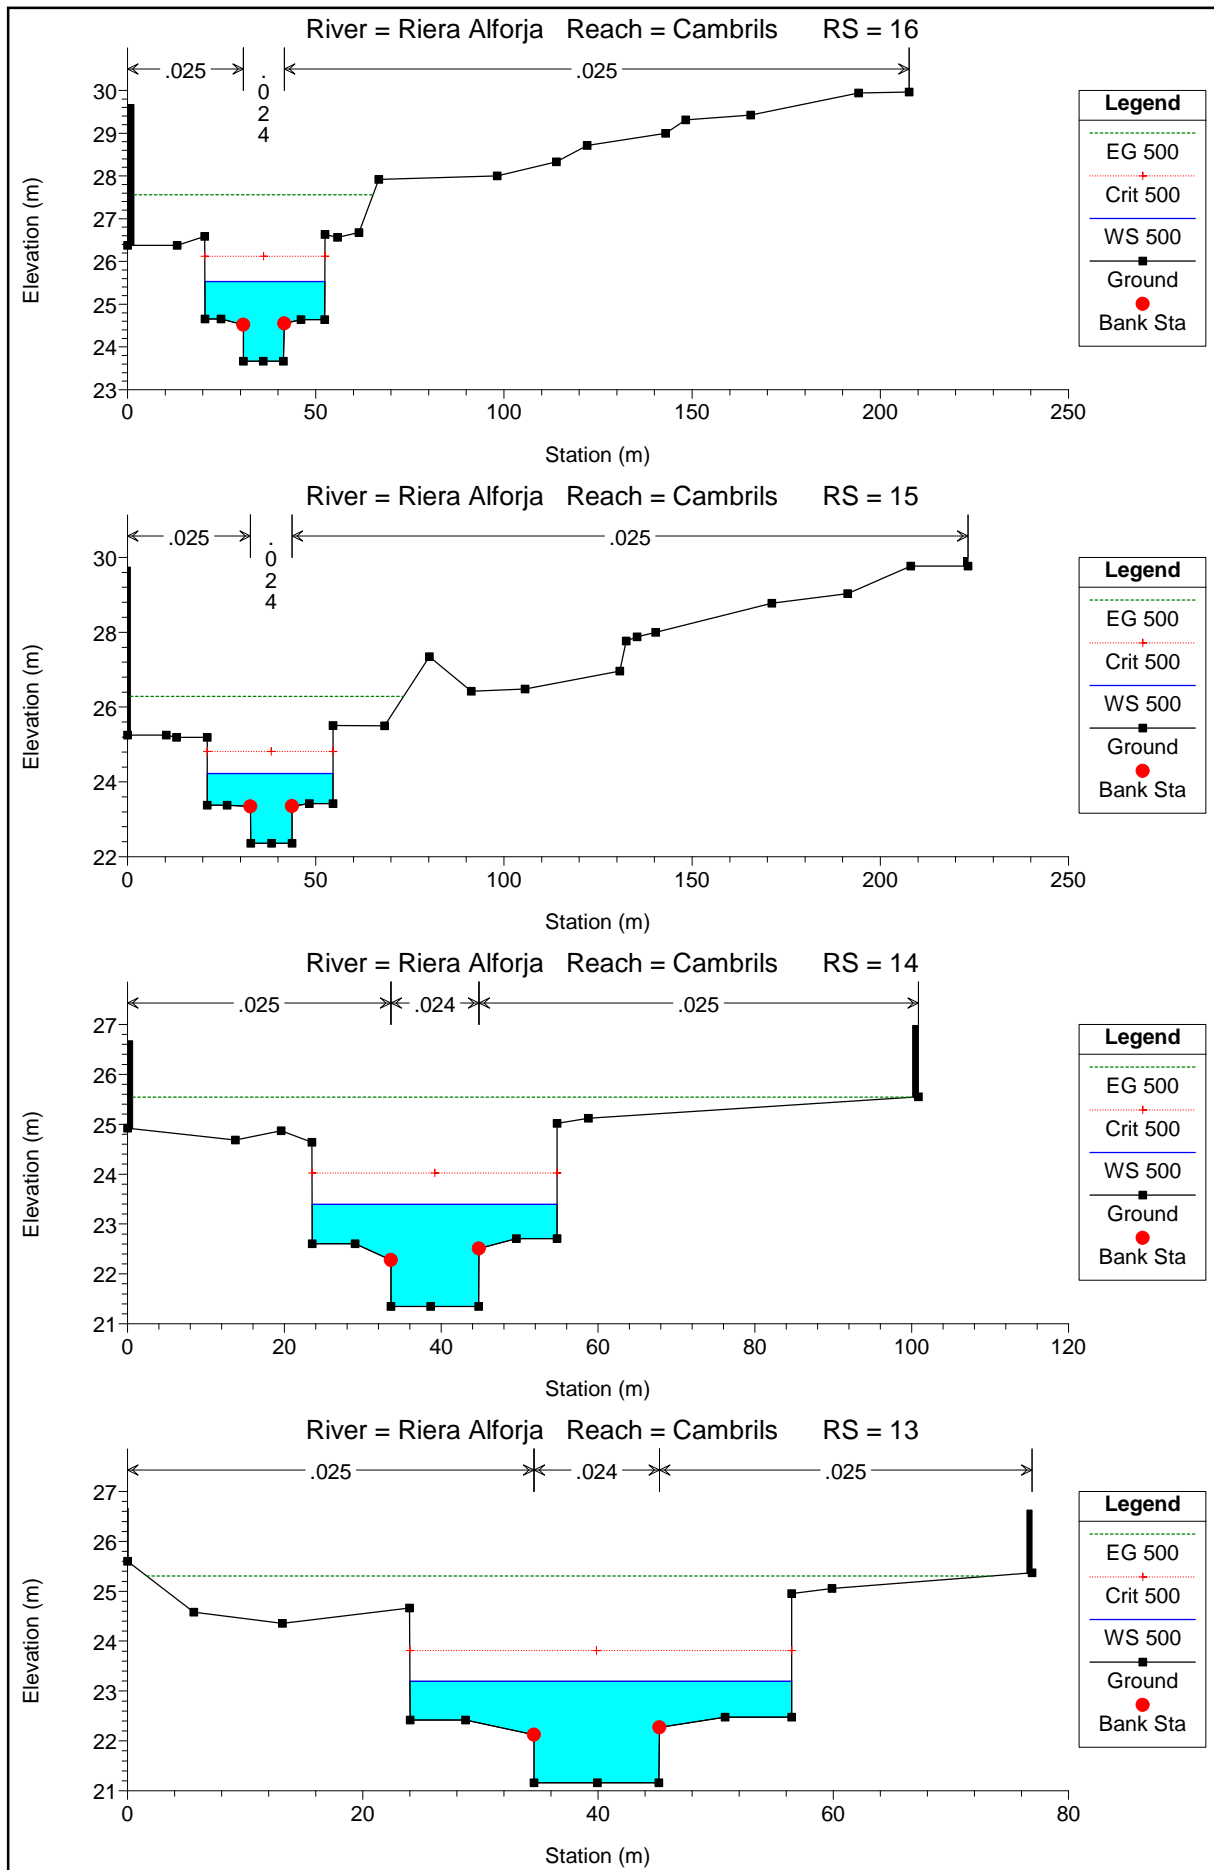 River = Riera Alforja Reach = Cambrils RS = 16
.025
.024
.025
30
29
28
27
26
25
24
23
0 50 100 150 200 250
Elevation (m)
Station (m)
Legend
EG 500
Crit 500
WS 500
Ground
Bank Sta
River = Riera Alforja Reach = Cambrils RS = 15
.025
.024
.025
30
28
26
24
22
0 50 100 150 200 250
Elevation (m)
Station (m)
Legend
EG 500
Crit 500
WS 500
Ground
Bank Sta
River = Riera Alforja Reach = Cambrils RS = 14
.025 .024 .025
27
26
25
24
23
22
21
0 20 40 60 80 100 120
Elevation (m)
Station (m)
Legend
EG 500
Crit 500
WS 500
Ground
Bank Sta
River = Riera Alforja Reach = Cambrils RS = 13
.025 .024 .025
27
26
25
24
23
22
21
0 20 40 60 80
Elevation (m)
Station (m)
Legend
EG 500
Crit 500
WS 500
Ground
Bank Sta